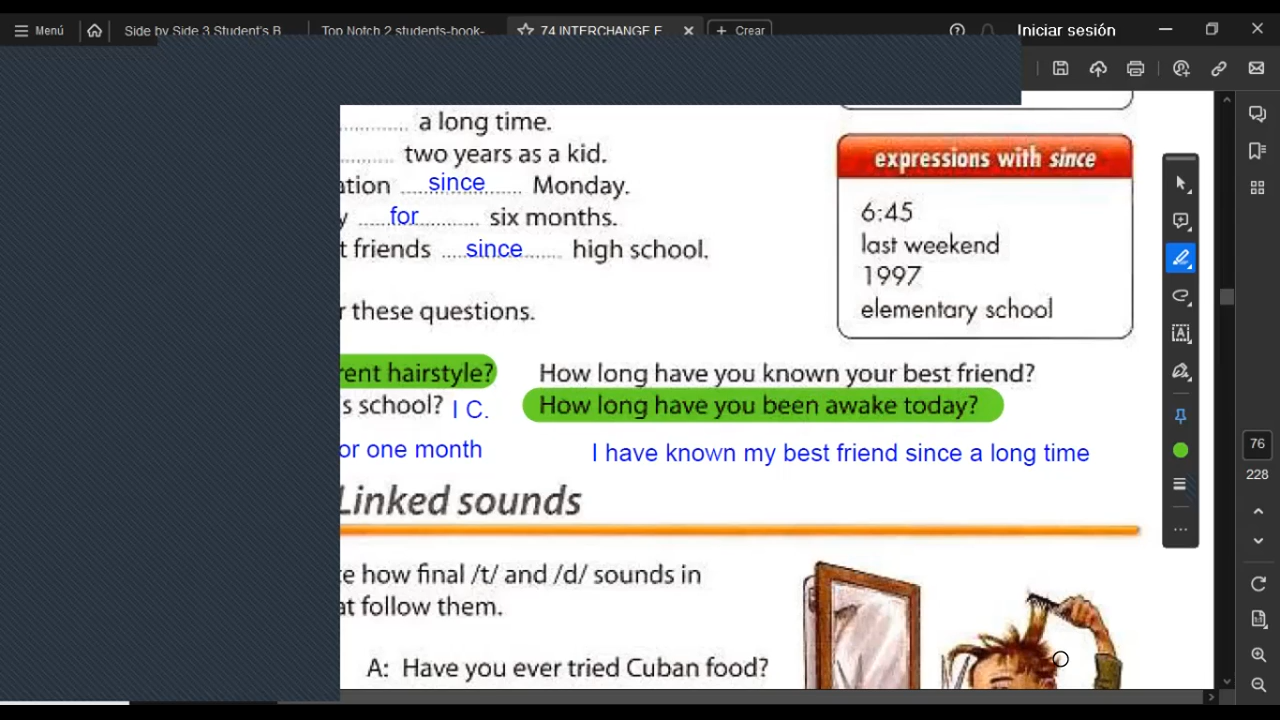 Menú Side by Side 3 Student's B Top Notch 2 students-book- 74 INTERCHANGE F Crear Iniciar sesión
a long time.
two years as a kid.
ation since Monday.
y for six months.
t friends since high school.
expressions with since
6:45
last weekend
1997
elementary school
r these questions.
rent hairstyle? How long have you known your best friend?
s school? I C. How long have you been awake today?
or one month I have known my best friend since a long time
Linked sounds
te how final /t/ and /d/ sounds in
at follow them.
A: Have you ever tried Cuban food?
76
228